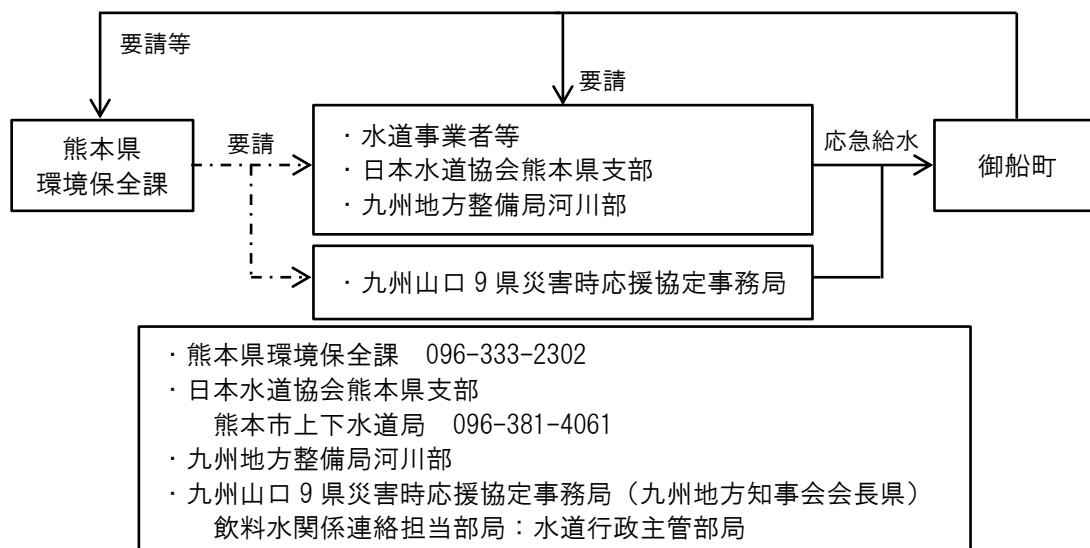 要請等
要請
熊本県
環境保全課
要請
・水道事業者等
・日本水道協会熊本県支部
・九州地方整備局河川部
応急給水
御船町
・九州山口9県災害時応援協定事務局
・熊本県環境保全課　096-333-2302
・日本水道協会熊本県支部
熊本市上下水道局　096-381-4061
・九州地方整備局河川部
・九州山口9県災害時応援協定事務局（九州地方知事会会長県）
飲料水関係連絡担当部局：水道行政主管部局